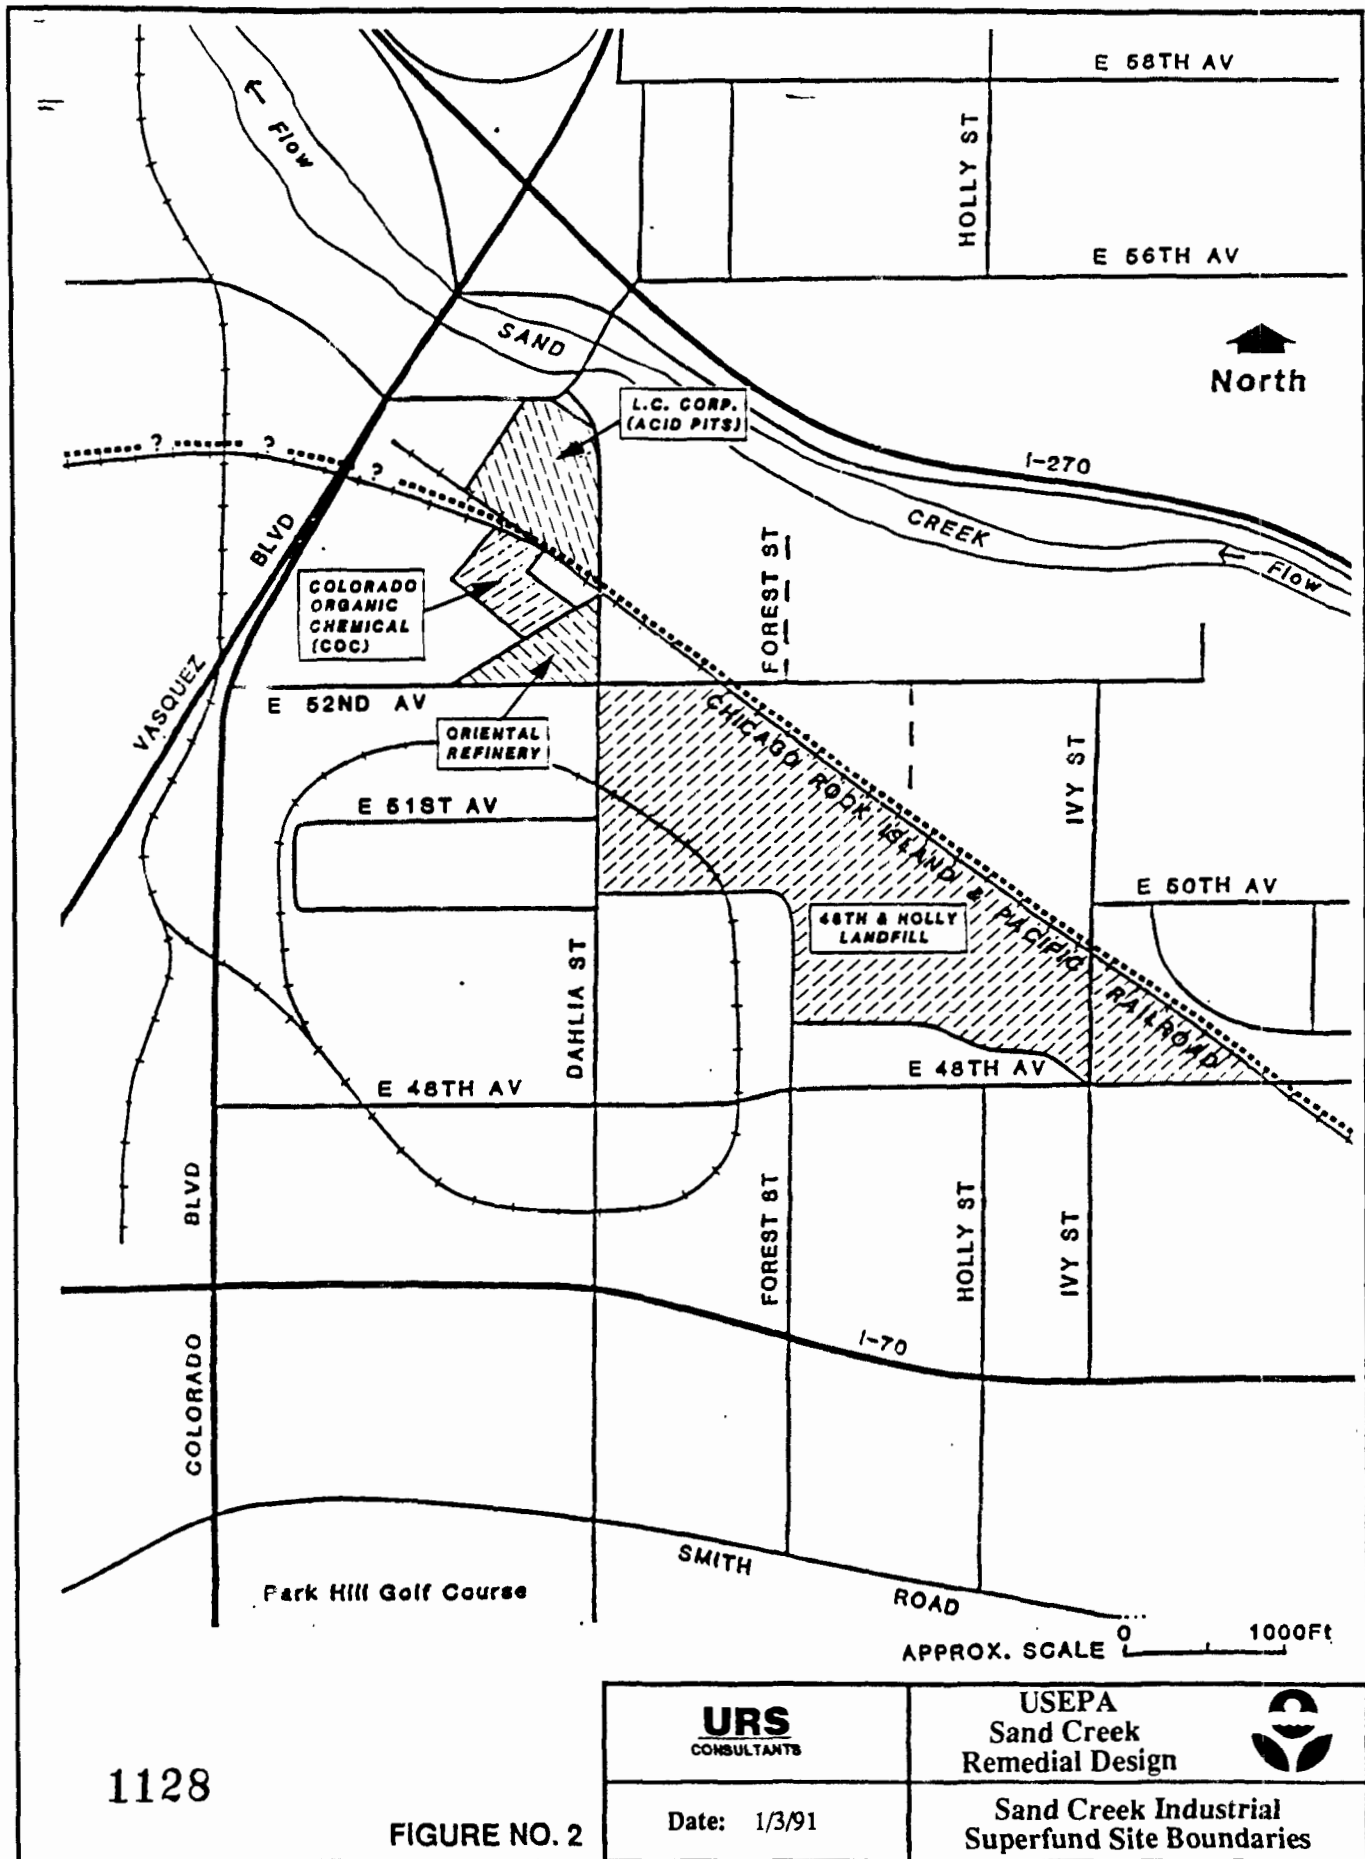 E 58TH AV
Flow
HOLLY ST
E 56TH AV
SAND
North
L.C. CORP.
(ACID PITS)
?
?
?
I-270
BLVD
CREEK
FOREST ST
Flow
COLORADO
ORGANIC
CHEMICAL
(COC)
VASQUEZ
E 52ND AV
CHICAGO ROCK ISLAND & PACIFIC RAILROAD
ORIENTAL
REFINERY
IVY ST
E 51ST AV
E 50TH AV
48TH & HOLLY
LANDFILL
DAHLIA ST
E 48TH AV
E 48TH AV
BLVD
FOREST ST
HOLLY ST
IVY ST
I-70
COLORADO
SMITH
ROAD
Park Hill Golf Course
APPROX. SCALE
0
1000Ft
URS
CONSULTANTS
USEPA
Sand Creek
Remedial Design
1128
FIGURE NO. 2
Date: 1/3/91
Sand Creek Industrial
Superfund Site Boundaries